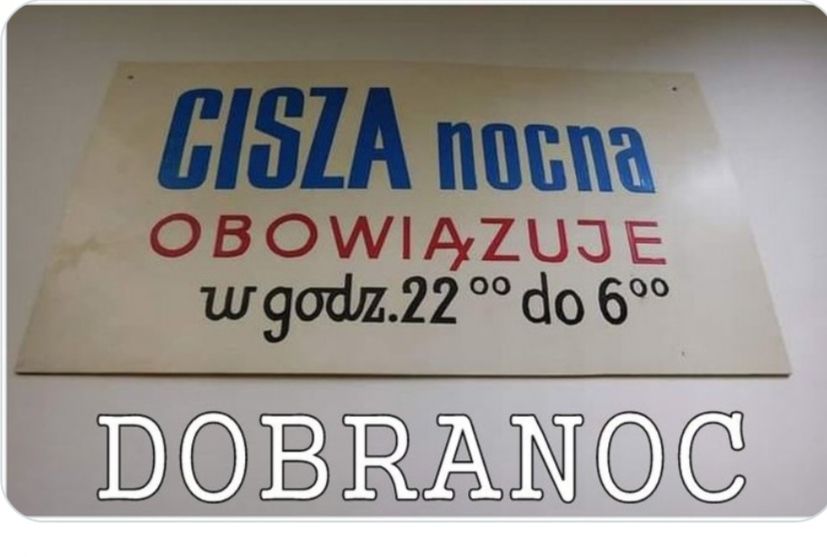 CISZA nocna
OBOWIĄZUJE
w godz. 22⁰⁰ do 6⁰⁰
DOBRANOC